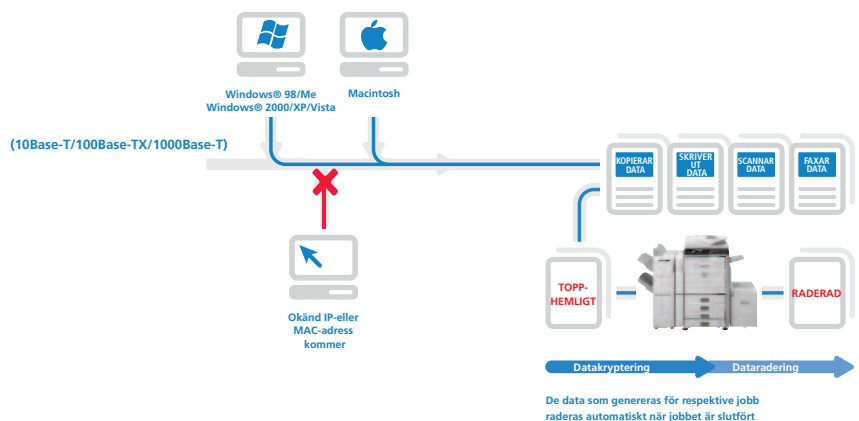 Windows® 98/Me
Windows® 2000/XP/Vista
Macintosh
(10Base-T/100Base-TX/1000Base-T)
KOPIERAR
DATA
SKRIVER
UT
DATA
SCANNAR
DATA
FAXAR
DATA
Okänd IP-eller
MAC-adress
kommer
TOPP-
HEMLIGT
RADERAD
Datakryptering
Dataradering
De data som genereras för respektive jobb
raderas automatiskt när jobbet är slutfört